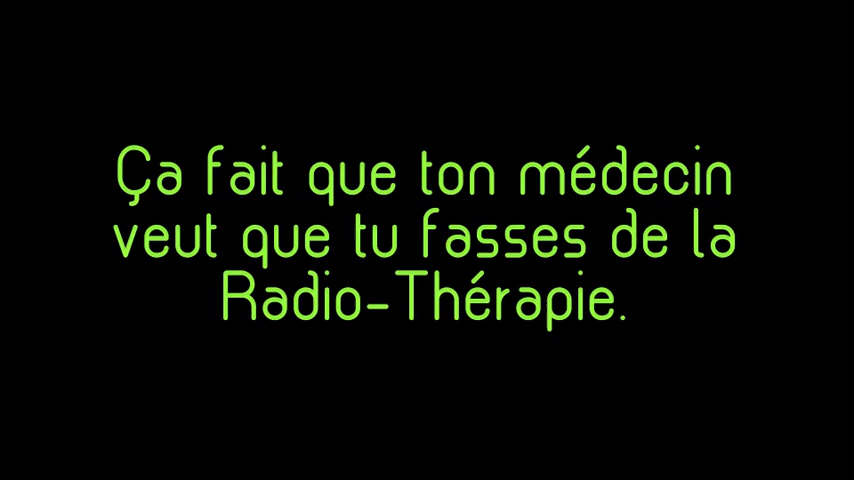 Ça fait que ton médecin
veut que tu fasses de la
Radio-Thérapie.